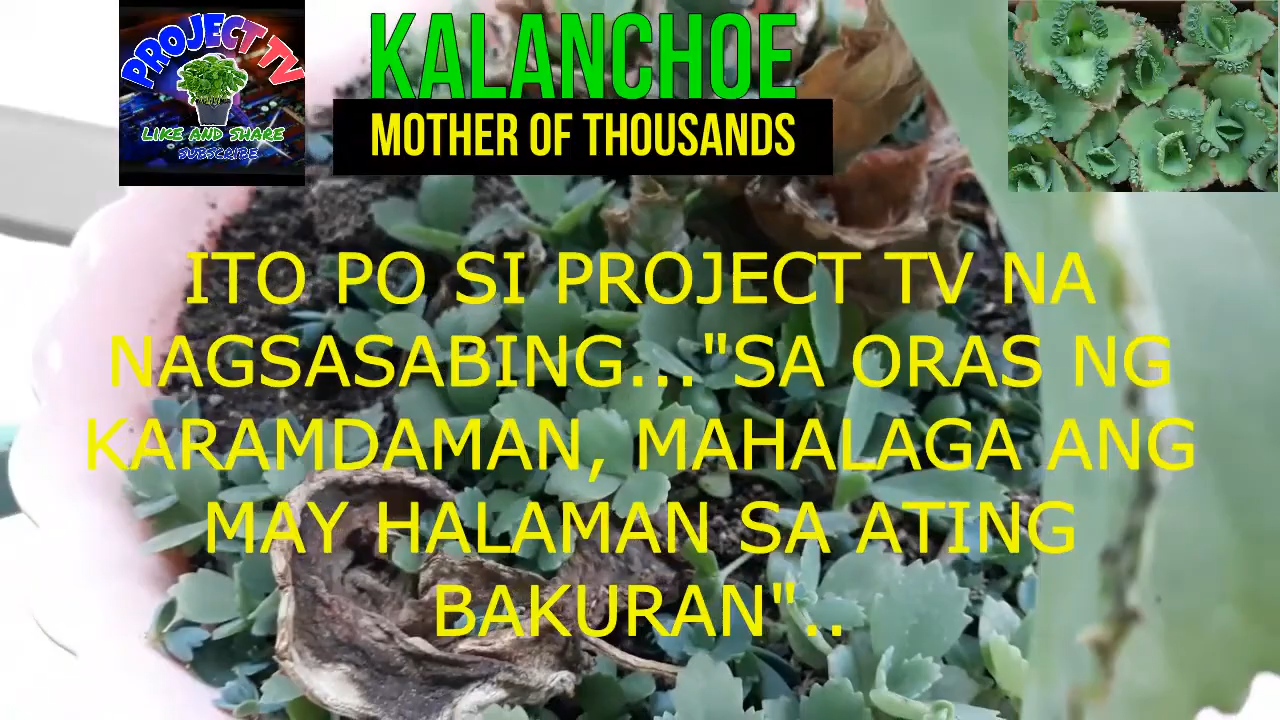 PROJECT TV
LIKE AND SHARE
SUBSCRIBE
KALANCHOE
MOTHER OF THOUSANDS
ITO PO SI PROJECT TV NA
NAGSASABING... "SA ORAS NG
KARAMDAMAN, MAHALAGA ANG
MAY HALAMAN SA ATING
BAKURAN"..